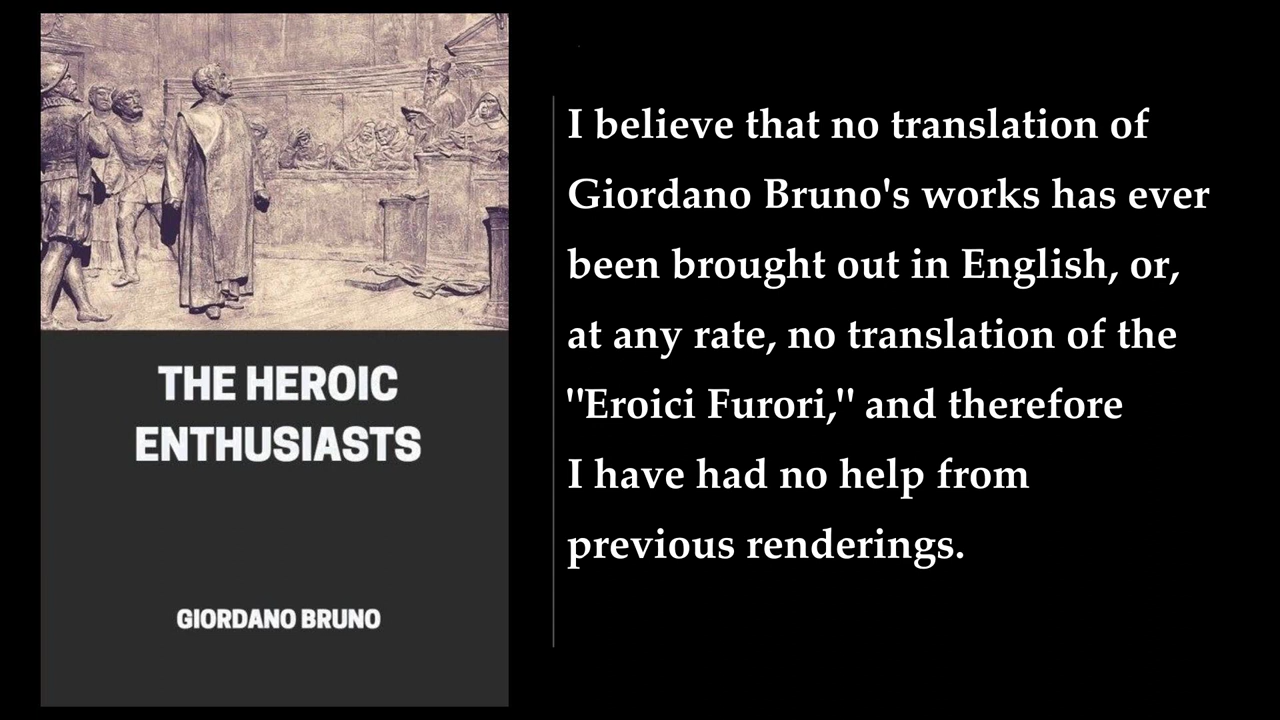 THE HEROIC
ENTHUSIASTS
GIORDANO BRUNO
I believe that no translation of
Giordano Bruno's works has ever
been brought out in English, or,
at any rate, no translation of the
"Eroici Furori," and therefore
I have had no help from
previous renderings.